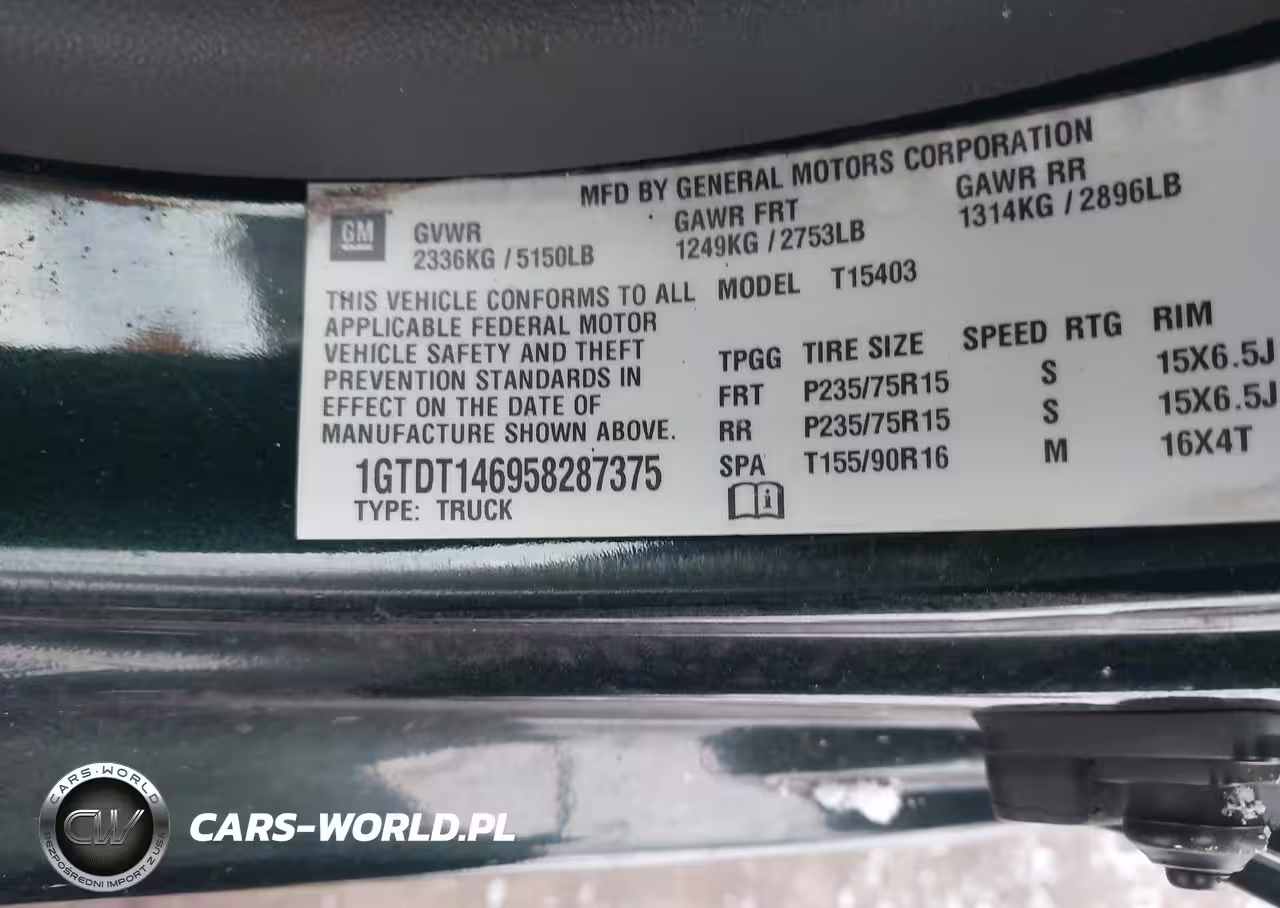 MFD BY GENERAL MOTORS CORPORATION
GM
GVWR GAWR FRT GAWR RR
2336KG / 5150LB 1249KG / 2753LB 1314KG / 2896LB
THIS VEHICLE CONFORMS TO ALL
APPLICABLE FEDERAL MOTOR
VEHICLE SAFETY AND THEFT
PREVENTION STANDARDS IN
EFFECT ON THE DATE OF
MANUFACTURE SHOWN ABOVE.
1GTDT146958287375
TYPE: TRUCK
MODEL T15403
TPGG TIRE SIZE SPEED RTG RIM
FRT P235/75R15 S 15X6.5J
RR P235/75R15 S 15X6.5J
SPA T155/90R16 M 16X4T
CARS-WORLD
CW
BEZPOŚREDNI IMPORT Z USA
CARS-WORLD.PL